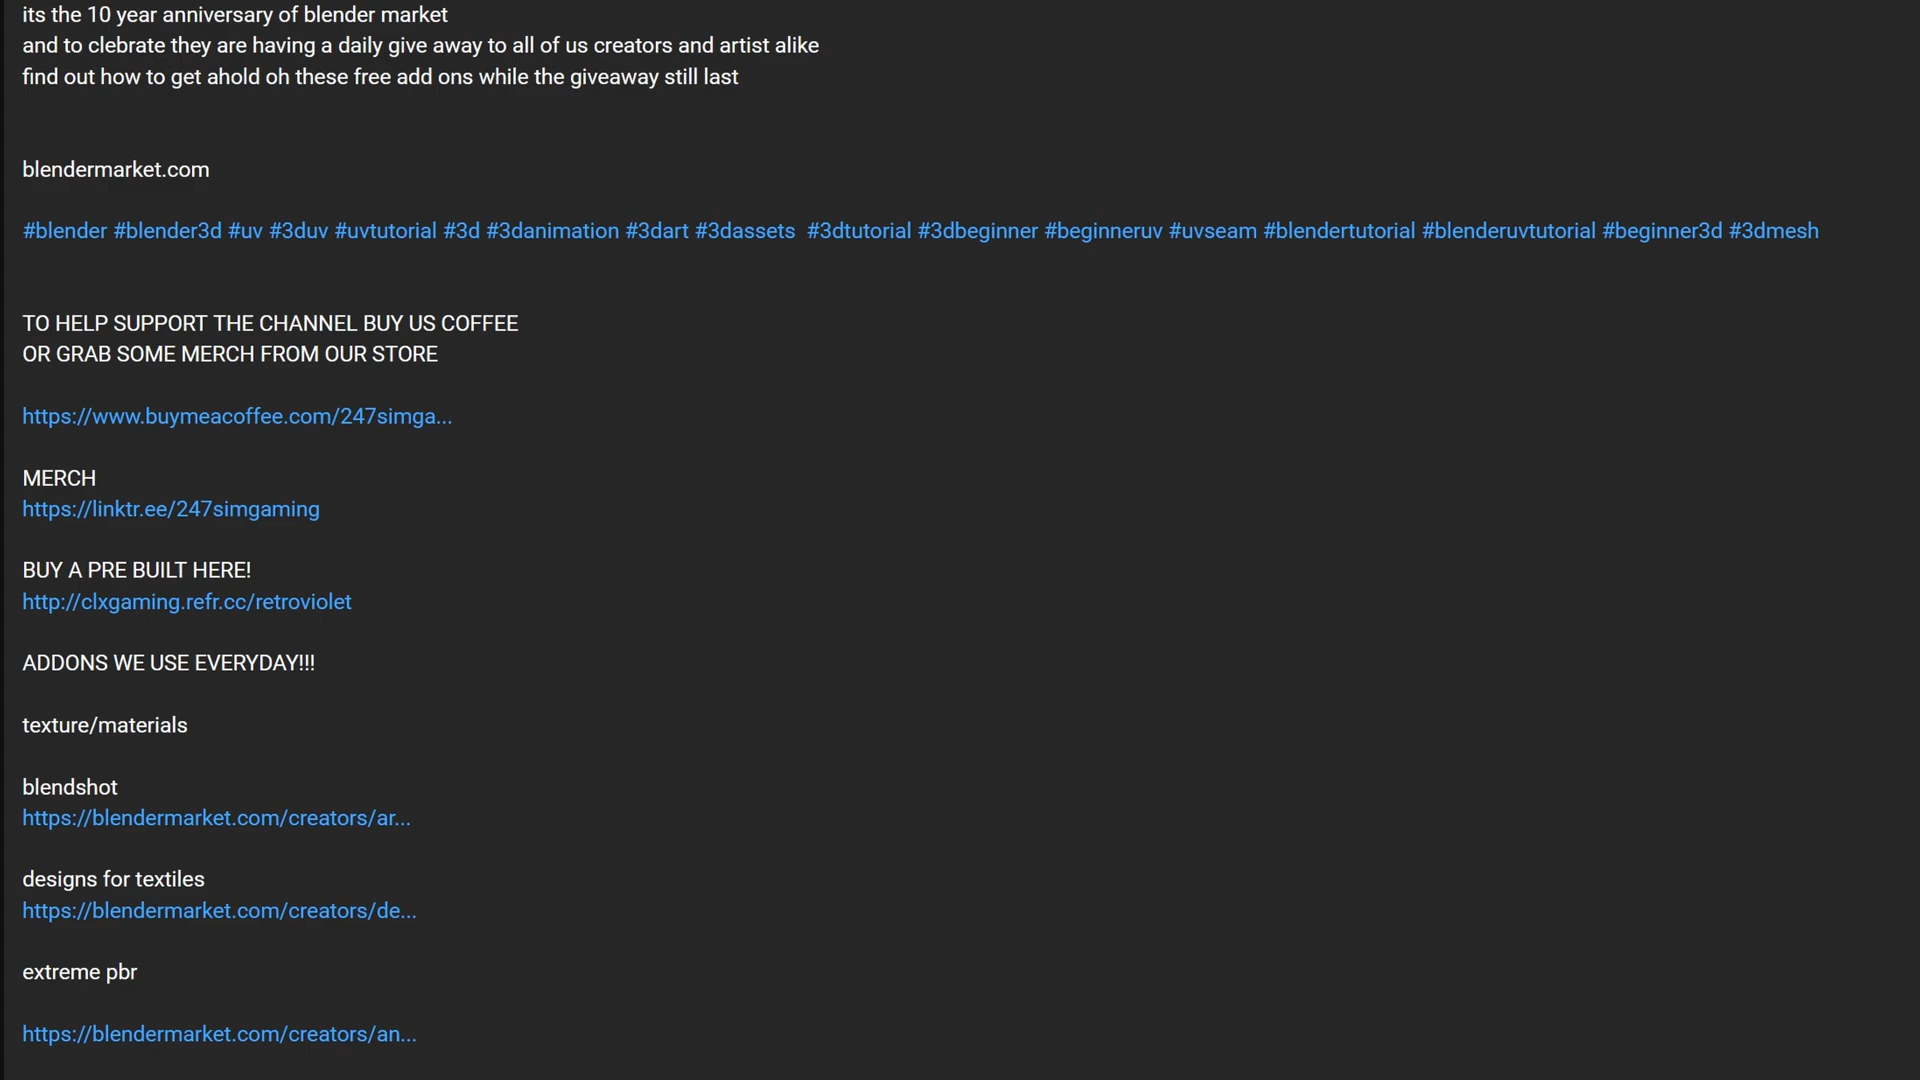 its the 10 year anniversary of blender market
and to clebrate they are having a daily give away to all of us creators and artist alike
find out how to get ahold oh these free add ons while the giveaway still last
blendermarket.com
#blender #blender3d #uv #3duv #uvtutorial #3d #3danimation #3dart #3dassets #3dtutorial #3dbeginner #beginneruv #uvseam #blendertutorial #blenderuvtutorial #beginner3d #3dmesh
TO HELP SUPPORT THE CHANNEL BUY US COFFEE
OR GRAB SOME MERCH FROM OUR STORE
https://www.buymeacoffee.com/247simga...
MERCH
https://linktr.ee/247simgaming
BUY A PRE BUILT HERE!
http://clxgaming.refr.cc/retroviolet
ADDONS WE USE EVERYDAY!!!
texture/materials
blendshot
https://blendermarket.com/creators/ar...
designs for textiles
https://blendermarket.com/creators/de...
extreme pbr
https://blendermarket.com/creators/an...